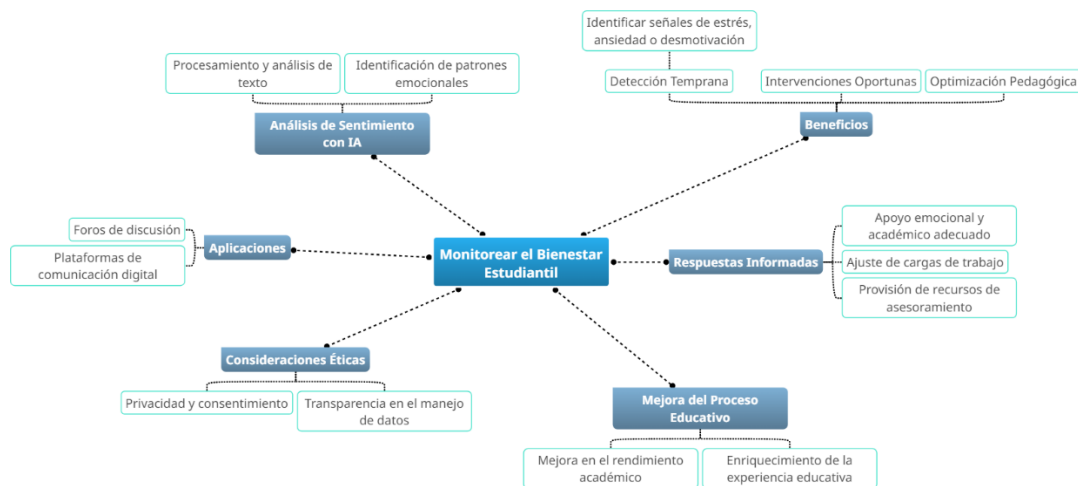 Identificar señales de estrés,
ansiedad o desmotivación
Procesamiento y análisis de
texto
Identificación de patrones
emocionales
Detección Temprana
Intervenciones Oportunas
Optimización Pedagógica
Análisis de Sentimiento
con IA
Beneficios
Foros de discusión
Plataformas de
comunicación digital
Aplicaciones
Monitorear el Bienestar
Estudiantil
Respuestas Informadas
Apoyo emocional y
académico adecuado
Ajuste de cargas de trabajo
Provisión de recursos de
asesoramiento
Consideraciones Éticas
Privacidad y consentimiento
Transparencia en el manejo
de datos
Mejora del Proceso
Educativo
Mejora en el rendimiento
académico
Enriquecimiento de la
experiencia educativa